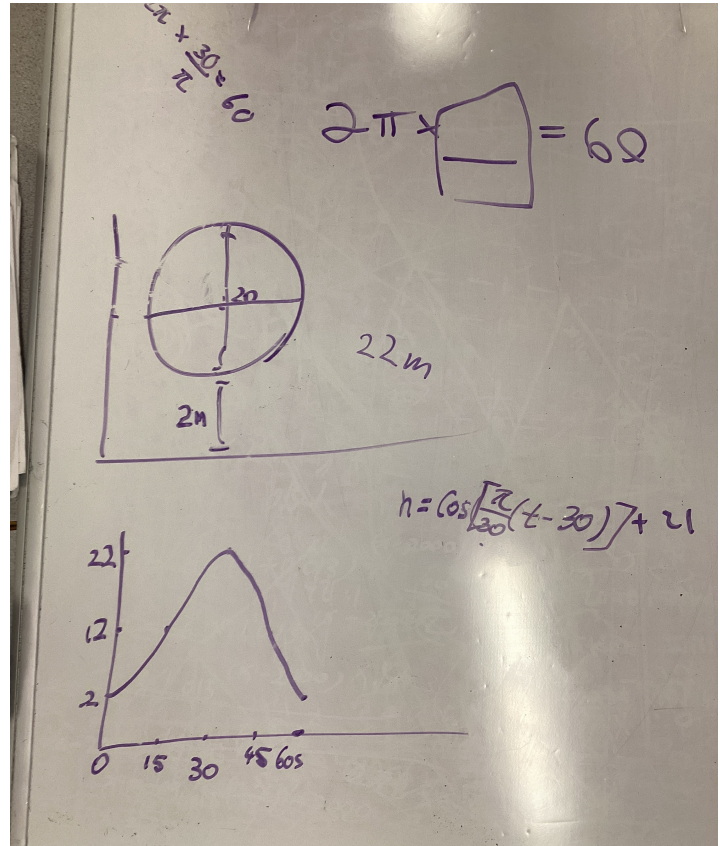 π × 30/π = 60
2π × = 60
20
22m
2m
h = cos[π/30(t-30)] + 21
22
12
2
0 15 30 45 60s